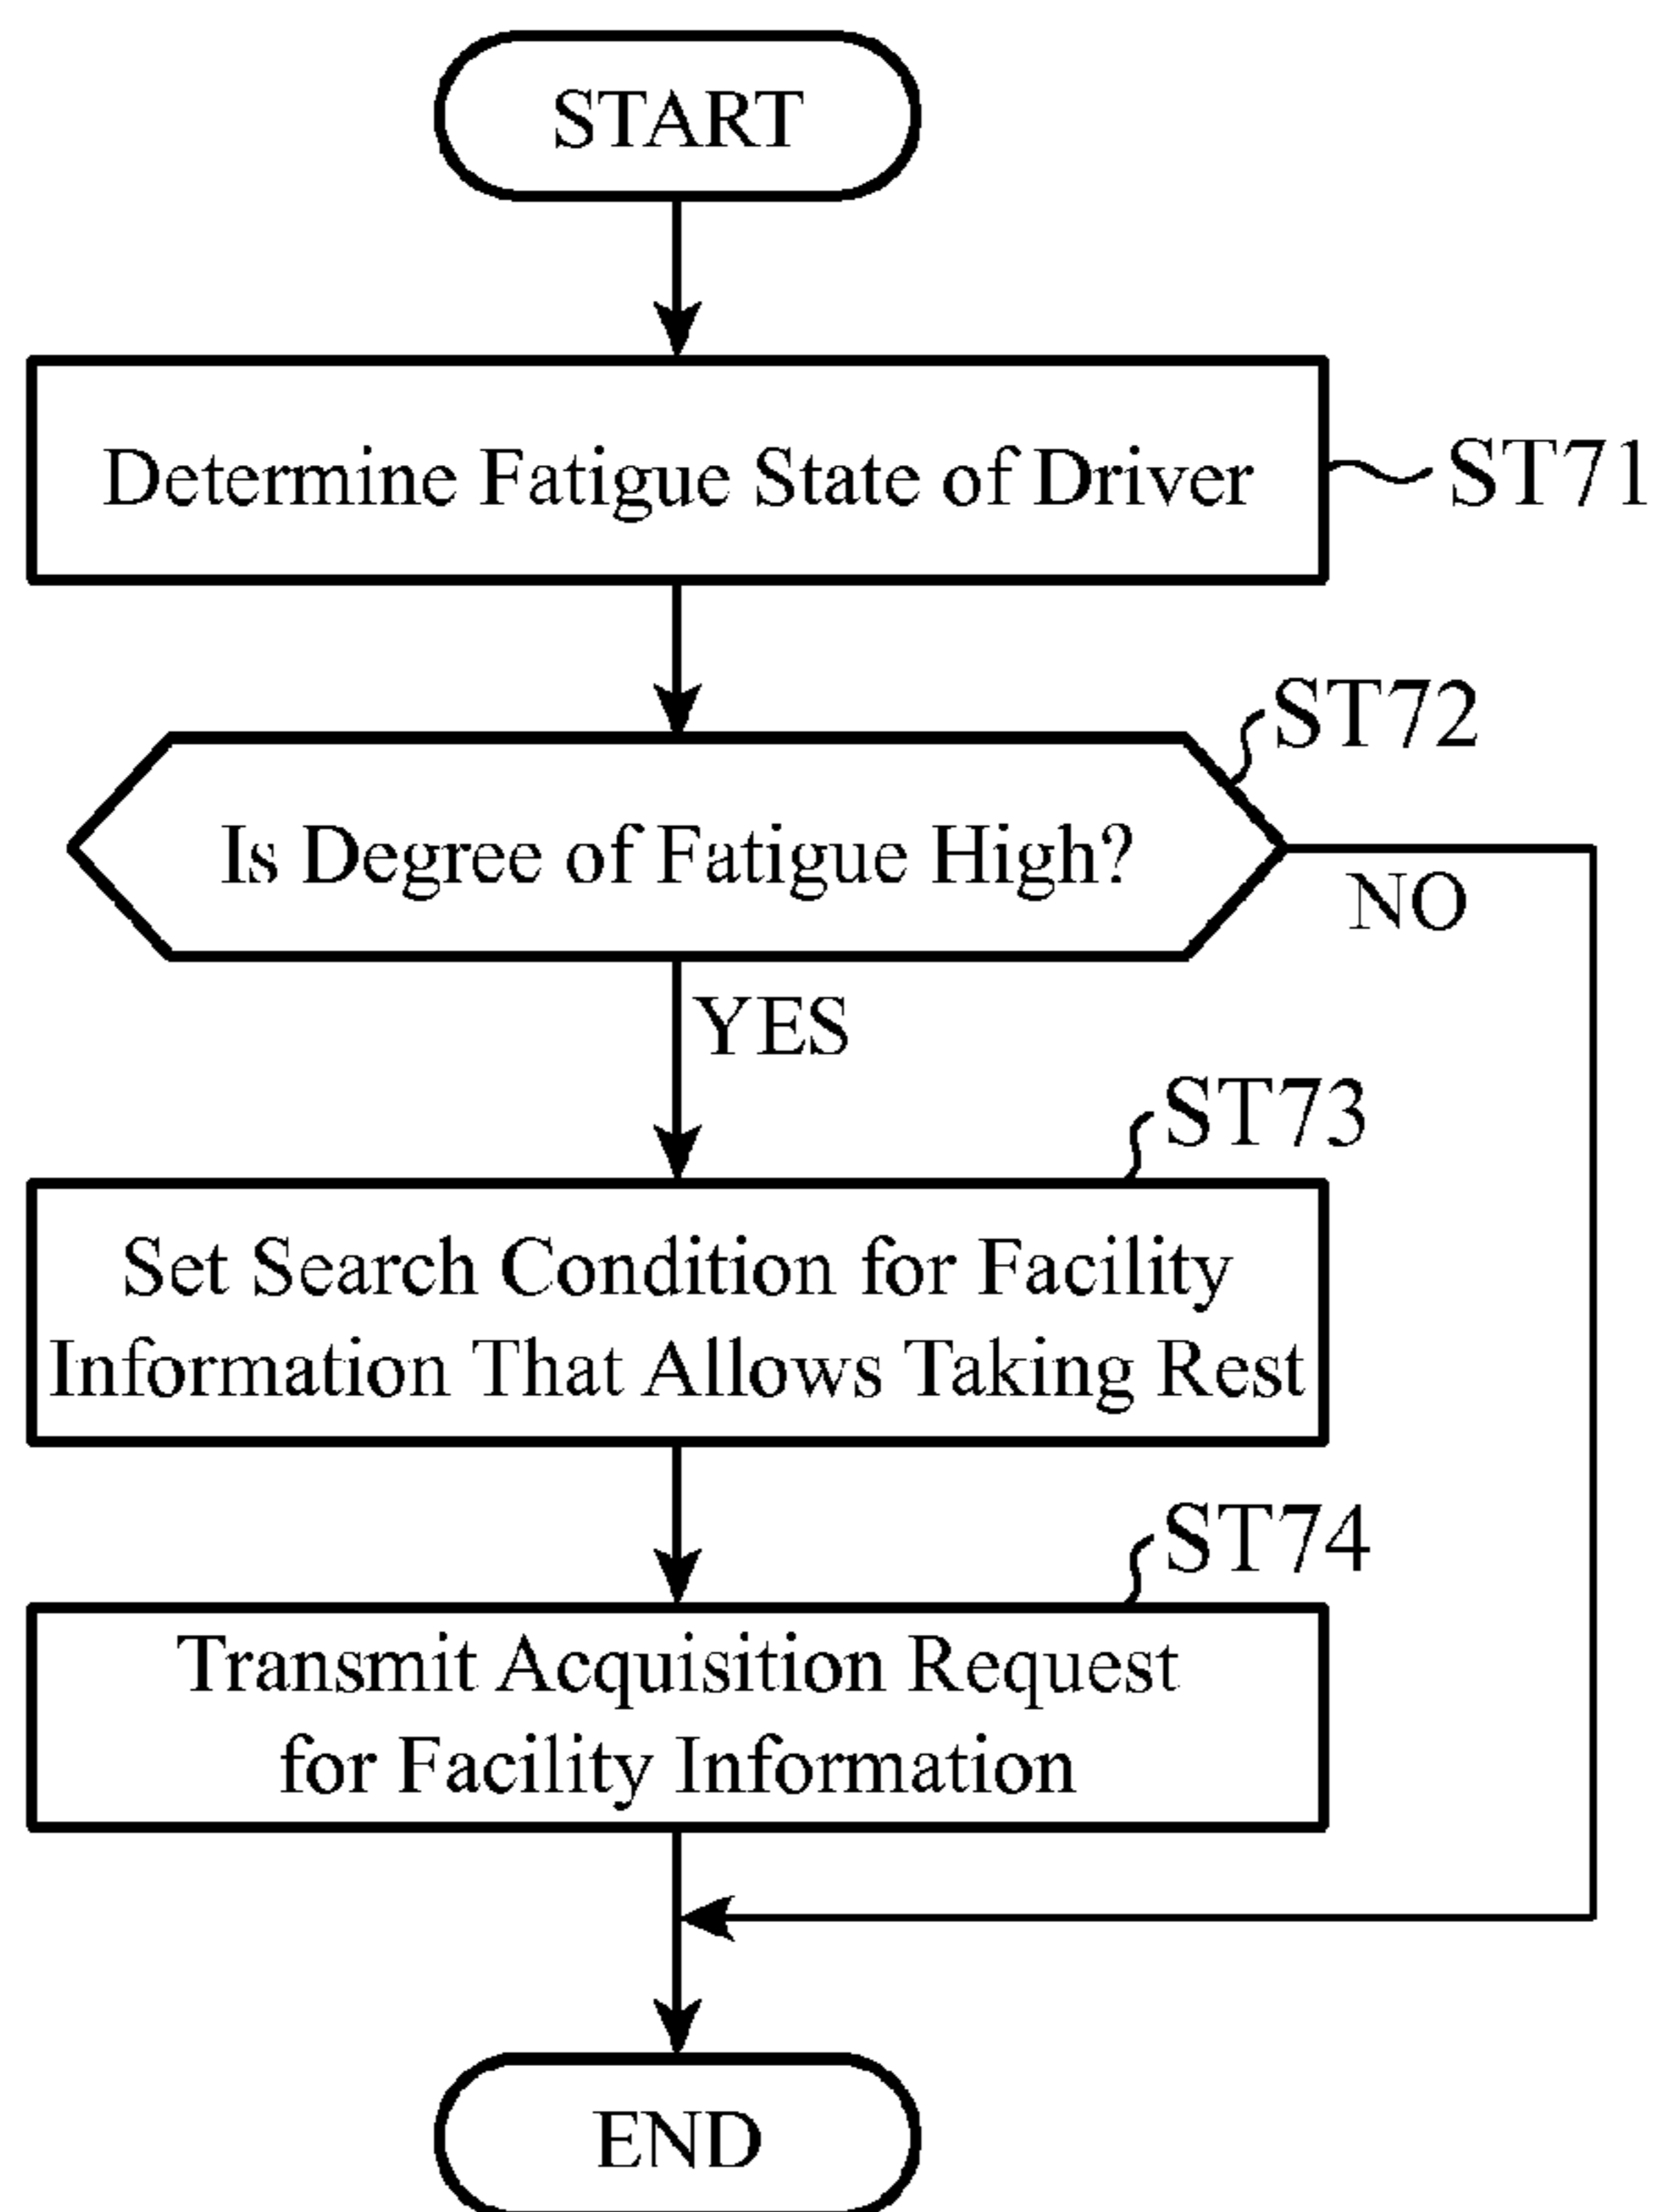 START
Determine Fatigue State of Driver
ST71
ST72
Is Degree of Fatigue High?
NO
YES
ST73
Set Search Condition for Facility
Information That Allows Taking Rest
ST74
Transmit Acquisition Request
for Facility Information
END